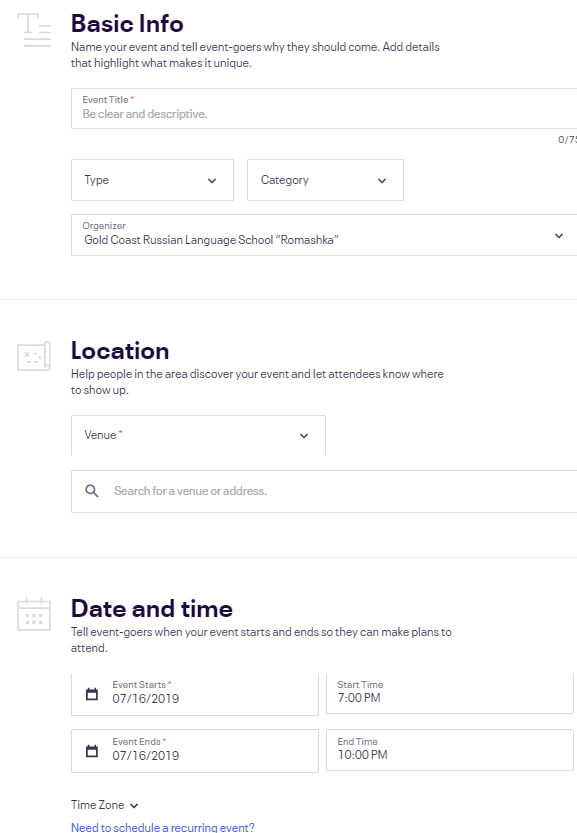 Basic Info
Name your event and tell event-goers why they should come. Add details
that highlight what makes it unique.
Event Title *
Be clear and descriptive.
0/75
Type
Category
Organizer
Gold Coast Russian Language School “Romashka”
Location
Help people in the area discover your event and let attendees know where
to show up.
Venue *
Search for a venue or address.
Date and time
Tell event-goers when your event starts and ends so they can make plans to
attend.
Event Starts *
07/16/2019
Start Time
7:00 PM
Event Ends *
07/16/2019
End Time
10:00 PM
Time Zone
Need to schedule a recurring event?